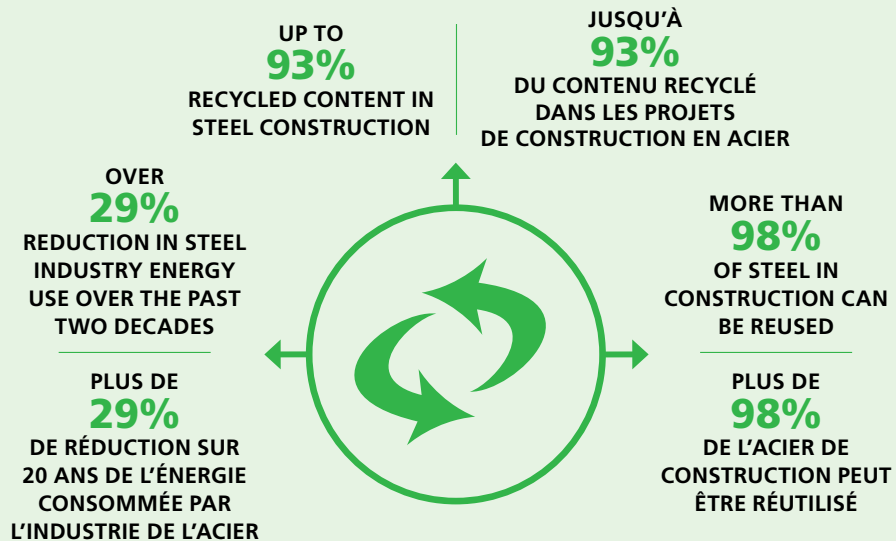 UP TO
93%
RECYCLED CONTENT IN
STEEL CONSTRUCTION
JUSQU'À
93%
DU CONTENU RECYCLÉ
DANS LES PROJETS
DE CONSTRUCTION EN ACIER
OVER
29%
REDUCTION IN STEEL
INDUSTRY ENERGY
USE OVER THE PAST
TWO DECADES
PLUS DE
29%
DE RÉDUCTION SUR
20 ANS DE L'ÉNERGIE
CONSOMMÉE PAR
L'INDUSTRIE DE L'ACIER
MORE THAN
98%
OF STEEL IN
CONSTRUCTION CAN
BE REUSED
PLUS DE
98%
DE L'ACIER DE
CONSTRUCTION PEUT
ÊTRE RÉUTILISÉ